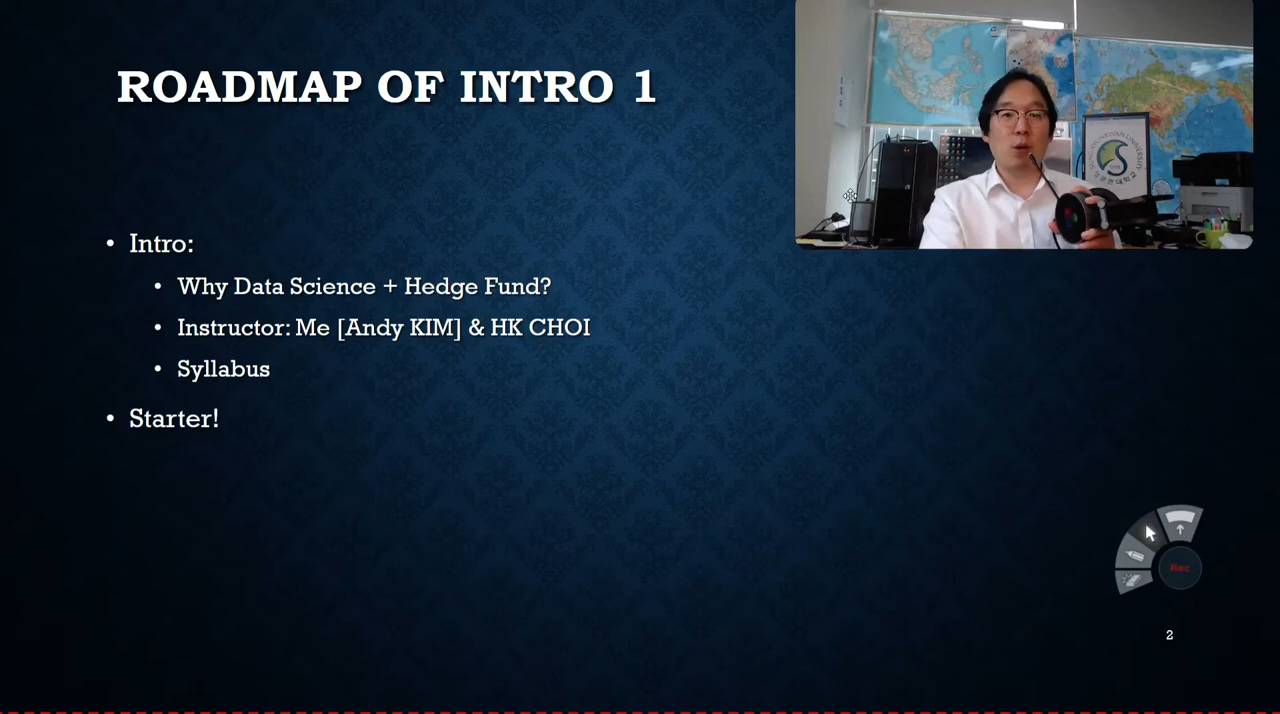 ROADMAP OF INTRO 1
• Intro:
• Why Data Science + Hedge Fund?
• Instructor: Me [Andy KIM] & HK CHOI
• Syllabus
• Starter!
Rec
2